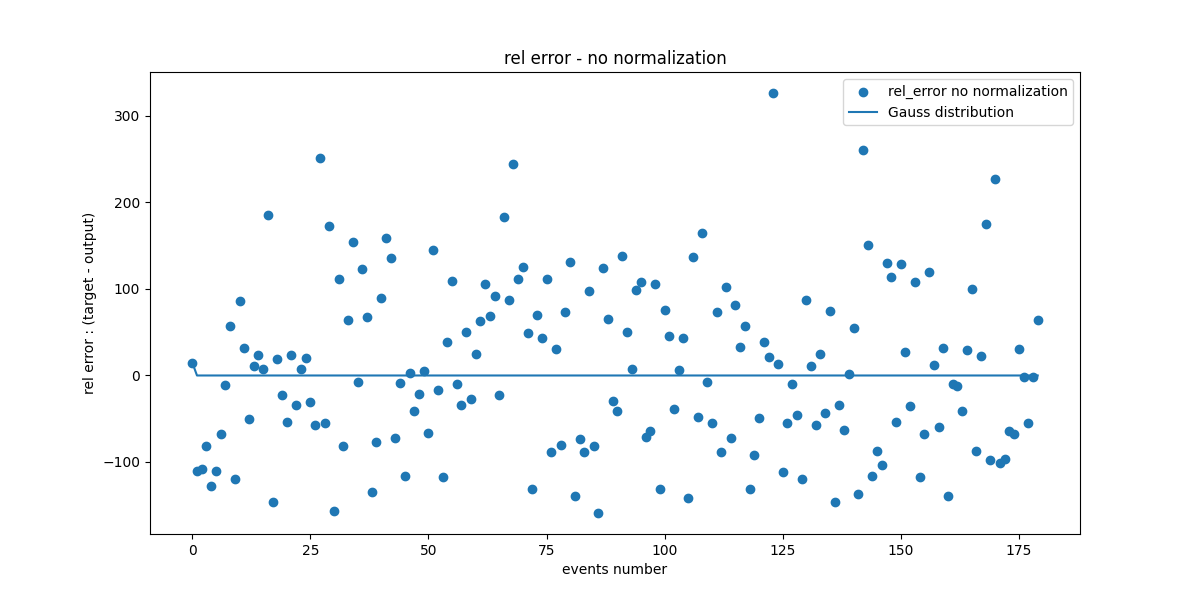 rel error - no normalization
rel_error no normalization
Gauss distribution
300
200
100
0
−100
rel error : (target - output)
0 25 50 75 100 125 150 175
events number